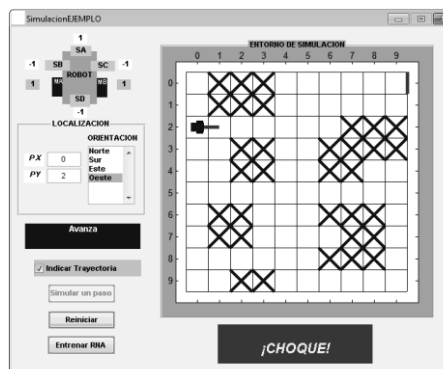 SimulacionEJEMPLO
1
SA
-1 SB SC -1
ROBOT
1 MA MB 1
SD
-1
LOCALIZACION
ORIENTACION
PX 0
PY 2
Norte
Sur
Este
Oeste
Avanza
Indicar Trayectoria
Simular un paso
Reiniciar
Entrenar RNA
ENTORNO DE SIMULACION
0 1 2 3 4 5 6 7 8 9
0
1
2
3
4
5
6
7
8
9
¡CHOQUE!